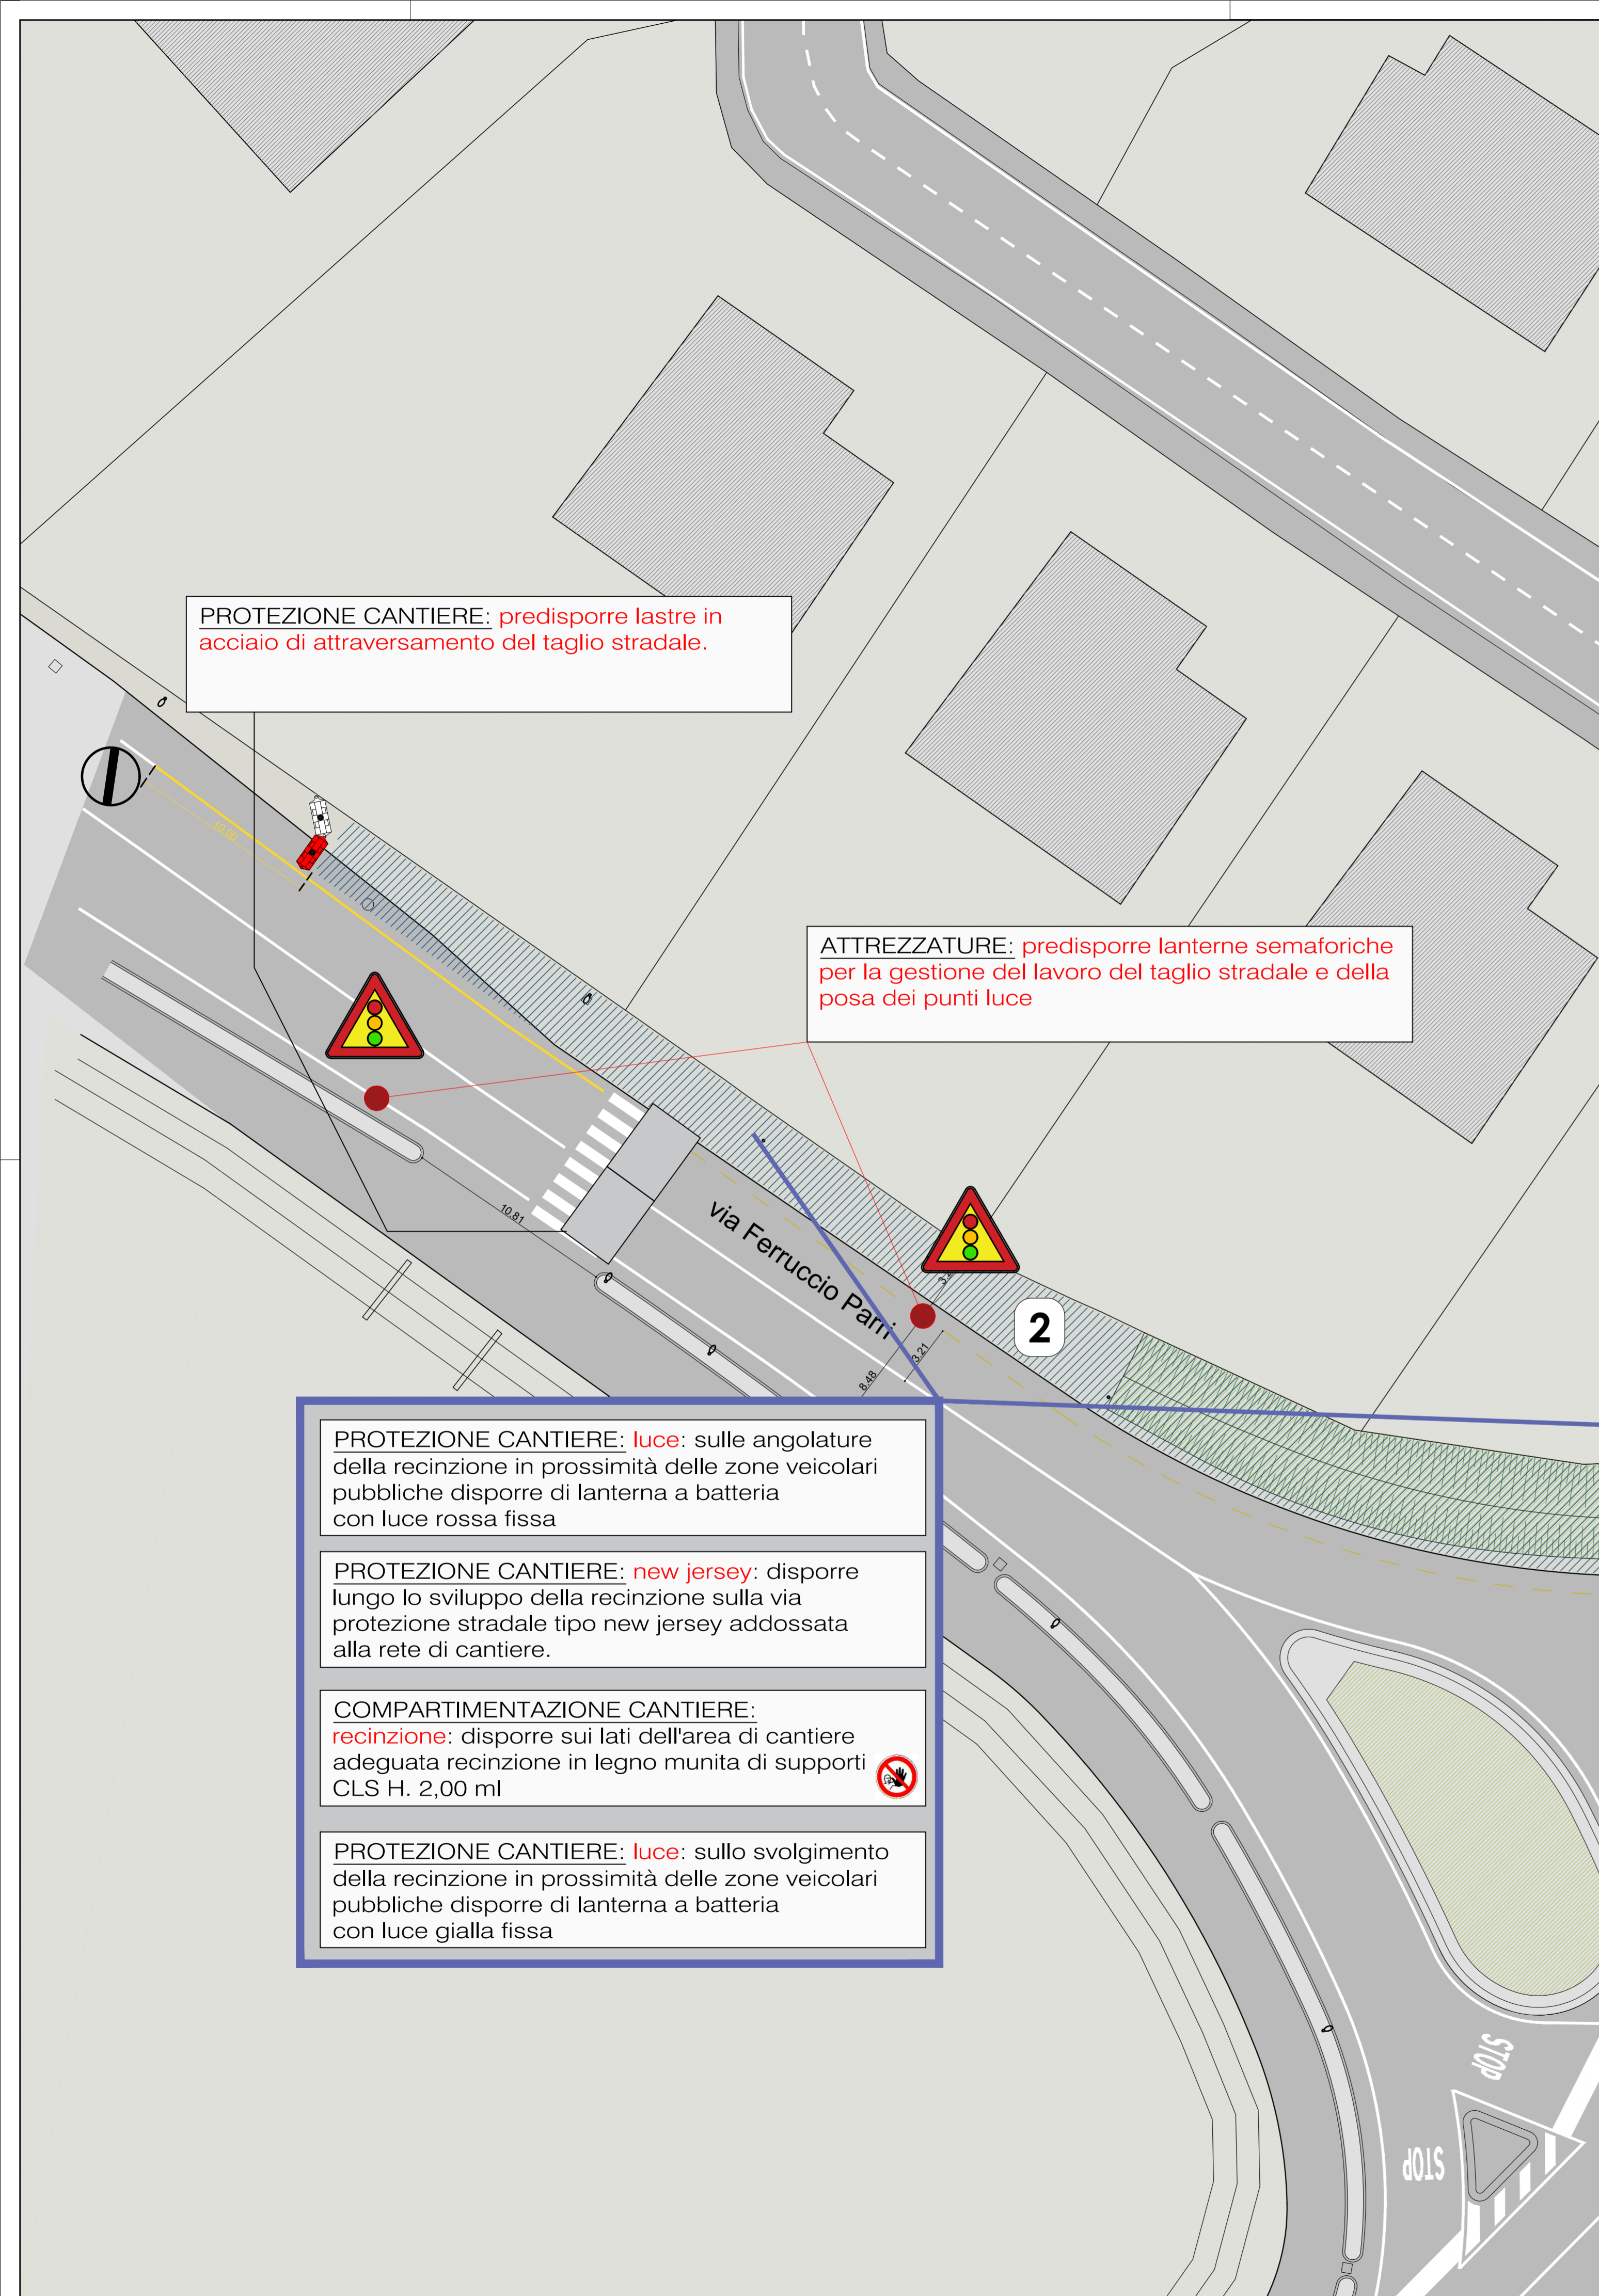 PROTEZIONE CANTIERE: predisporre lastre in
acciaio di attraversamento del taglio stradale.
10.00
ATTREZZATURE: predisporre lanterne semaforiche
per la gestione del lavoro del taglio stradale e della
posa dei punti luce
10.81
via Ferruccio Parri
2
3.21
8.48
PROTEZIONE CANTIERE: luce: sulle angolature
della recinzione in prossimità delle zone veicolari
pubbliche disporre di lanterna a batteria
con luce rossa fissa
PROTEZIONE CANTIERE: new jersey: disporre
lungo lo sviluppo della recinzione sulla via
protezione stradale tipo new jersey addossata
alla rete di cantiere.
COMPARTIMENTAZIONE CANTIERE:
recinzione: disporre sui lati dell'area di cantiere
adeguata recinzione in legno munita di supporti
CLS H. 2,00 ml
PROTEZIONE CANTIERE: luce: sullo svolgimento
della recinzione in prossimità delle zone veicolari
pubbliche disporre di lanterna a batteria
con luce gialla fissa
STOP
STOP